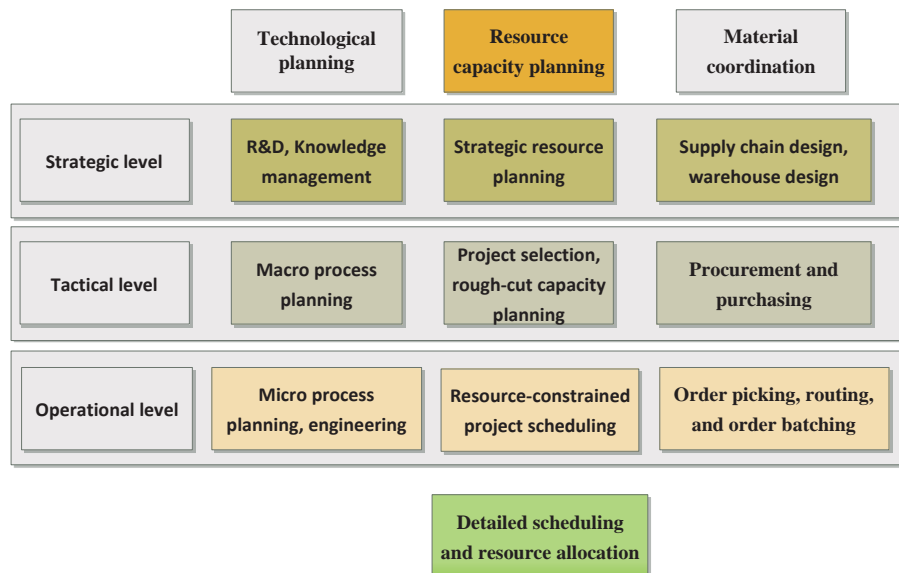 Technological
planning
Resource
capacity planning
Material
coordination
Strategic level
R&D, Knowledge
management
Strategic resource
planning
Supply chain design,
warehouse design
Tactical level
Macro process
planning
Project selection,
rough-cut capacity
planning
Procurement and
purchasing
Operational level
Micro process
planning, engineering
Resource-constrained
project scheduling
Order picking, routing,
and order batching
Detailed scheduling
and resource allocation